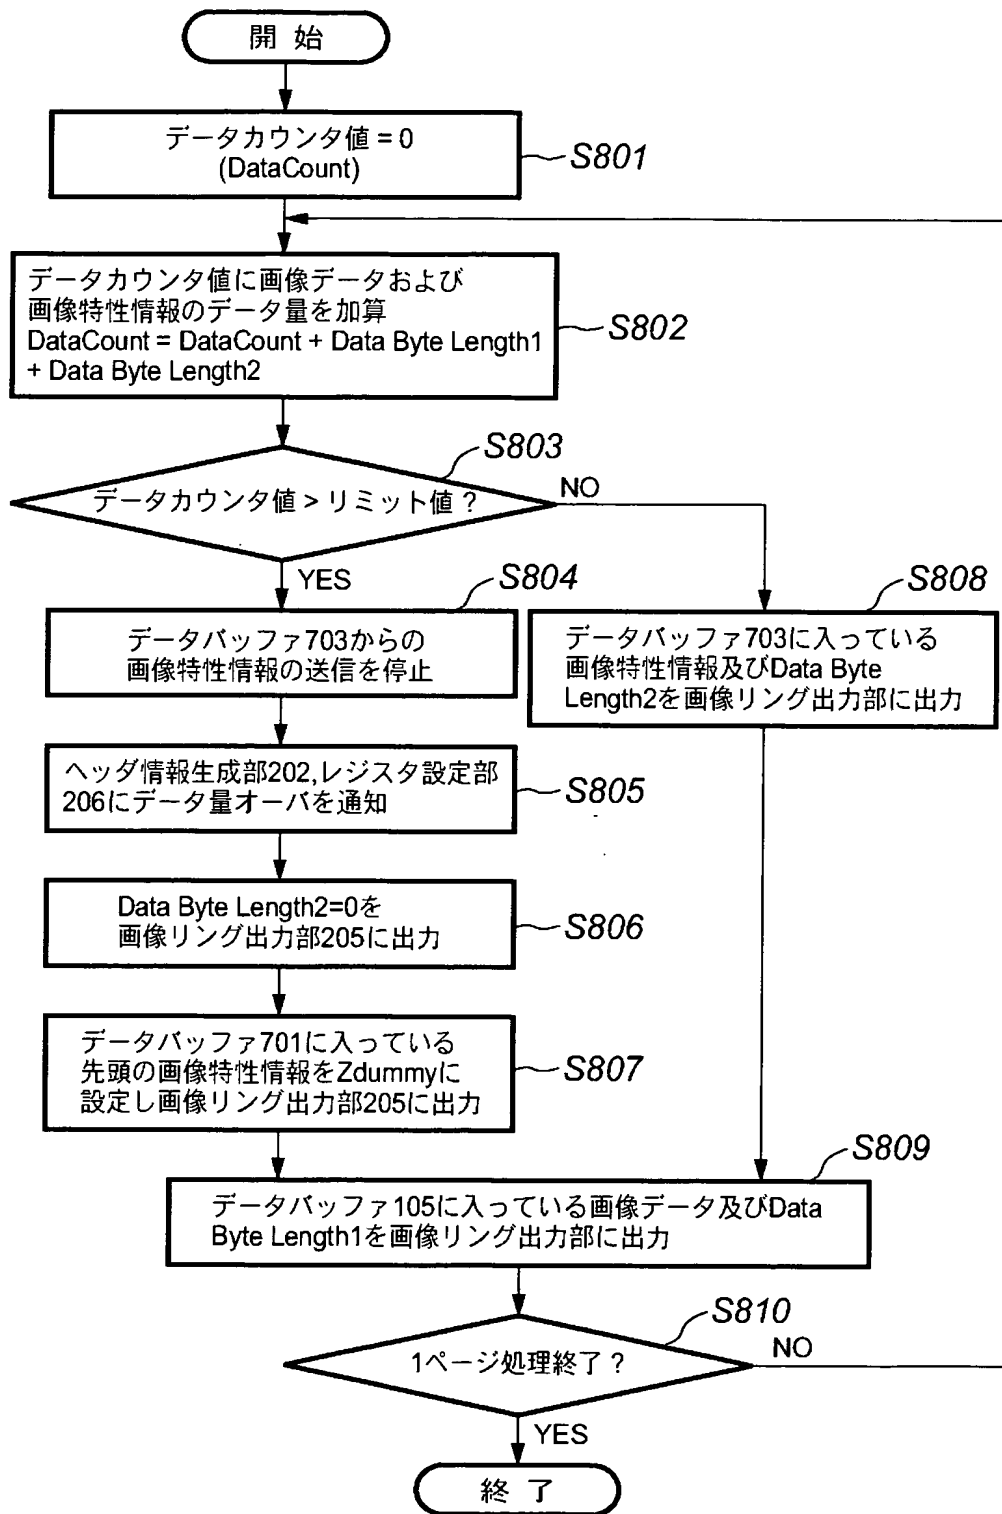 開 始
データカウンタ値 = 0
(DataCount)
S801
データカウンタ値に画像データおよび
画像特性情報のデータ量を加算
DataCount = DataCount + Data Byte Length1
+ Data Byte Length2
S802
S803
データカウンタ値 > リミット値 ?
NO
YES
S804
データバッファ703からの
画像特性情報の送信を停止
S808
データバッファ703に入っている
画像特性情報及びData Byte
Length2を画像リング出力部に出力
ヘッダ情報生成部202,レジスタ設定部
206にデータ量オーバを通知
S805
Data Byte Length2=0を
画像リング出力部205に出力
S806
データバッファ701に入っている
先頭の画像特性情報をZdummyに
設定し画像リング出力部205に出力
S807
S809
データバッファ105に入っている画像データ及びData
Byte Length1を画像リング出力部に出力
S810
1ページ処理終了 ?
NO
YES
終 了